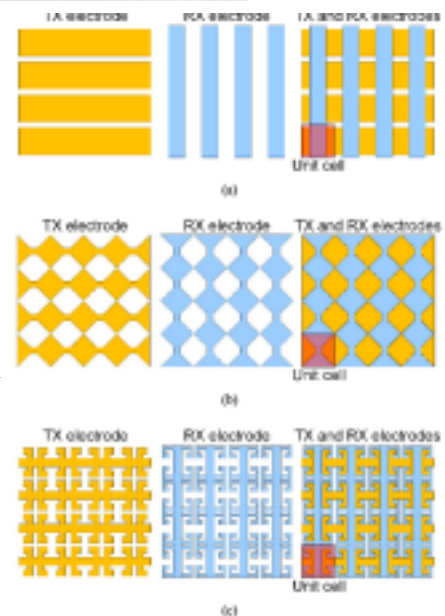 TX electrode RX electrode TX and RX electrodes
Unit cell
(a)
TX electrode RX electrode TX and RX electrodes
Unit cell
(b)
TX electrode RX electrode TX and RX electrodes
Unit cell
(c)